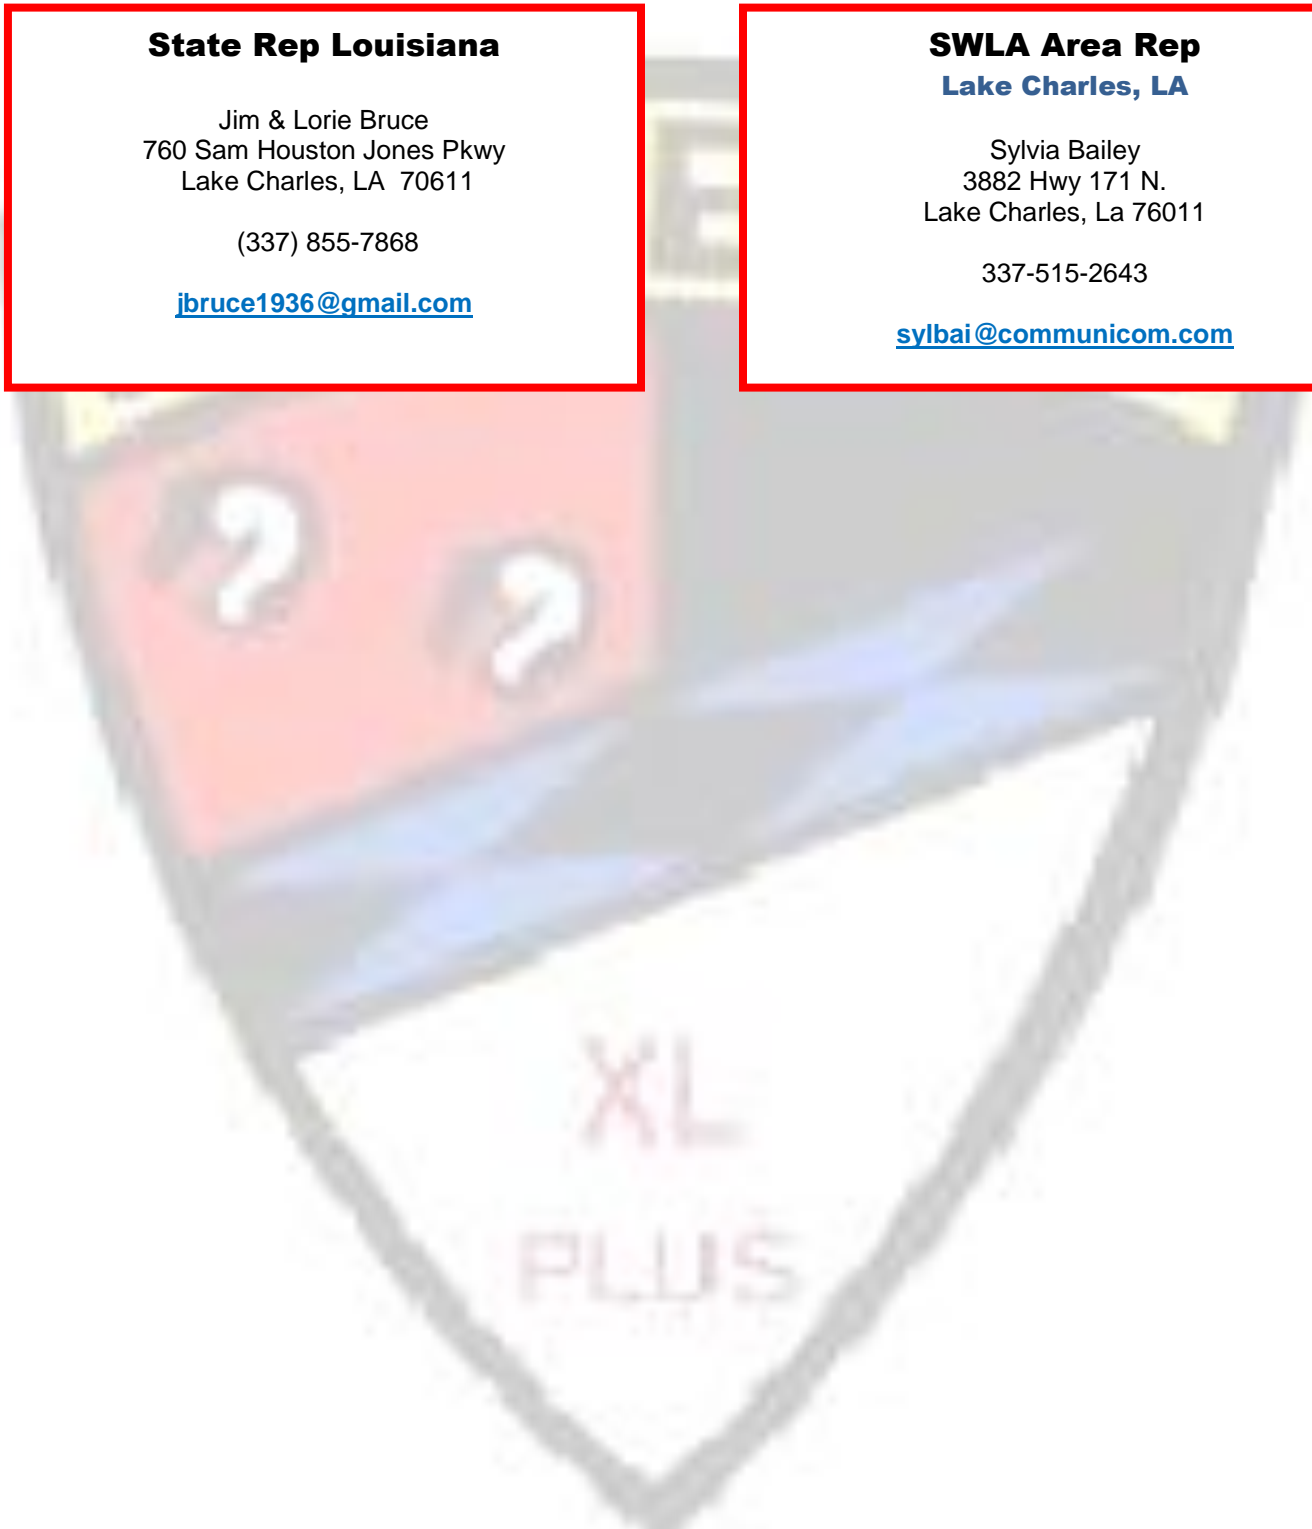 State Rep Louisiana
Jim & Lorie Bruce
760 Sam Houston Jones Pkwy
Lake Charles, LA  70611
(337) 855-7868
jbruce1936@gmail.com
SWLA Area Rep
Lake Charles, LA
Sylvia Bailey
3882 Hwy 171 N.
Lake Charles, La 76011
337-515-2643
sylbai@communicom.com
E
? ?
XL
PLUS